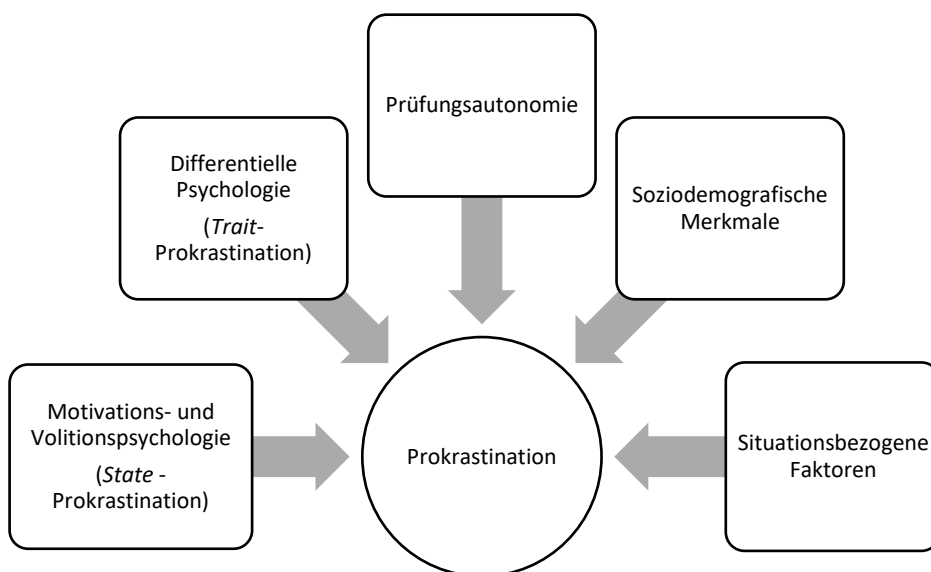 Prüfungsautonomie
Differentielle
Psychologie
(Trait-
Prokrastination)
Soziodemografische
Merkmale
Motivations- und
Volitionspsychologie
(State -
Prokrastination)
Prokrastination
Situationsbezogene
Faktoren